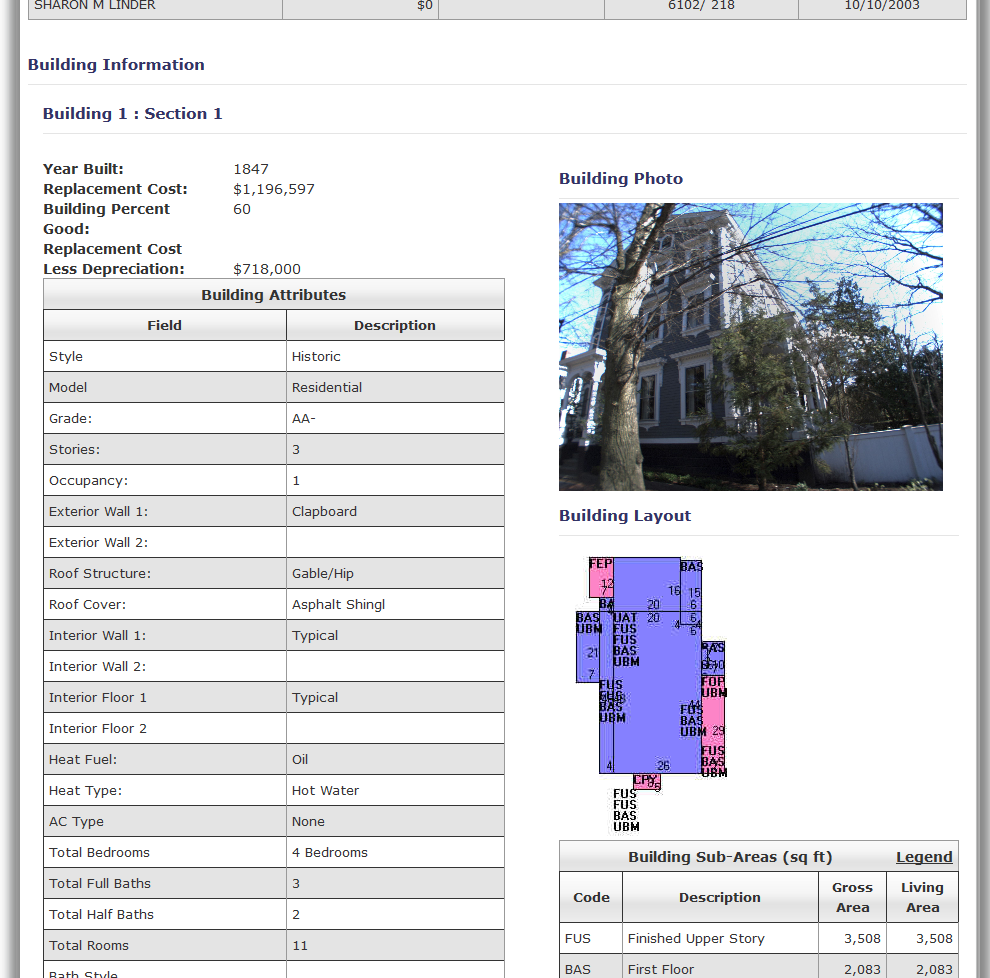 SHARON M LINDER $0 6102/ 218 10/10/2003
Building Information
Building 1 : Section 1
Year Built: 1847
Replacement Cost: $1,196,597
Building Percent 60
Good:
Replacement Cost
Less Depreciation: $718,000
Building Attributes
Field Description
Style Historic
Model Residential
Grade: AA-
Stories: 3
Occupancy: 1
Exterior Wall 1: Clapboard
Exterior Wall 2:
Roof Structure: Gable/Hip
Roof Cover: Asphalt Shingl
Interior Wall 1: Typical
Interior Wall 2:
Interior Floor 1 Typical
Interior Floor 2
Heat Fuel: Oil
Heat Type: Hot Water
AC Type None
Total Bedrooms 4 Bedrooms
Total Full Baths 3
Total Half Baths 2
Total Rooms 11
Bath Style
Building Photo
Building Layout
FEP BAS
12
7 16 15
20 6
BAS UAT 20 4 4
UBM FUS 6
FUS
21 BAS BAS
UBM
7
FUS FOP
UBM
BAS FUS
UBM BAS
UBM 29
FUS
BAS
4 26 UBM
CPY
5
FUS
FUS
BAS
UBM
Building Sub-Areas (sq ft) Legend
Code Description Gross Area Living Area
FUS Finished Upper Story 3,508 3,508
BAS First Floor 2,083 2,083